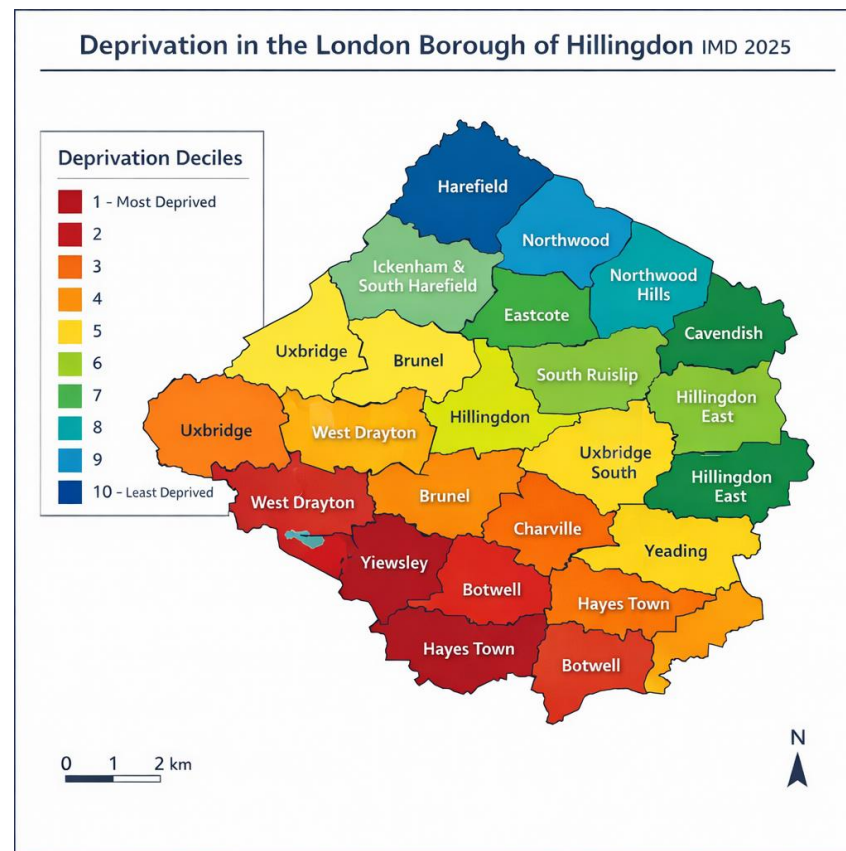 Deprivation in the London Borough of Hillingdon IMD 2025
Deprivation Deciles
1 - Most Deprived
2
3
4
5
6
7
8
9
10 - Least Deprived
Harefield
Northwood
Ickenham &
South Harefield
Northwood
Hills
Eastcote
Cavendish
Uxbridge
Brunel
South Ruislip
Hillingdon
East
Hillingdon
Uxbridge
West Drayton
Uxbridge
South
Hillingdon
East
West Drayton
Brunel
Charville
Yeading
Yiewsley
Botwell
Hayes Town
Hayes Town
Botwell
N
0 1 2 km